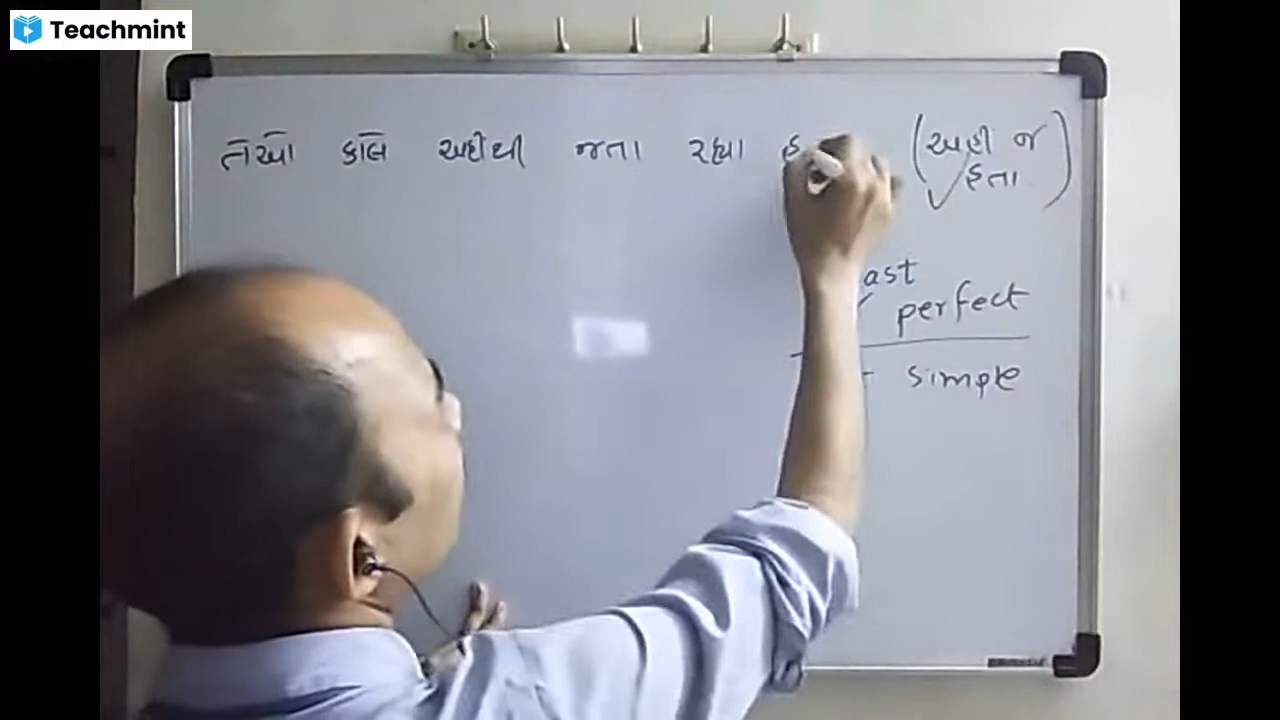 Teachmint
તેઓ કાલે અહીંથી જતા રહ્યા (અહીં જ
હતા)
perfect
simple